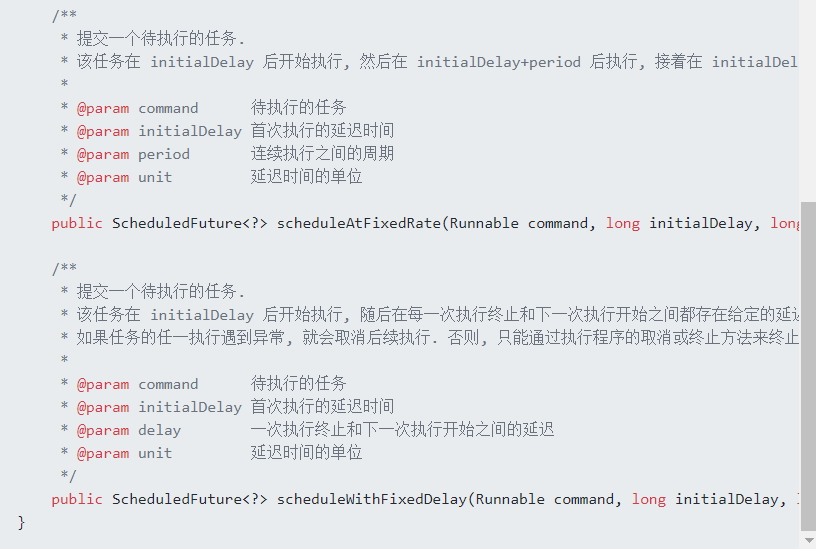 /**
 * 提交一个待执行的任务.
 * 该任务在 initialDelay 后开始执行, 然后在 initialDelay+period 后执行, 接着在 initialDel
 *
 * @param command      待执行的任务
 * @param initialDelay 首次执行的延迟时间
 * @param period       连续执行之间的周期
 * @param unit         延迟时间的单位
 */
public ScheduledFuture<?> scheduleAtFixedRate(Runnable command, long initialDelay, long
/**
 * 提交一个待执行的任务.
 * 该任务在 initialDelay 后开始执行, 随后在每一次执行终止和下一次执行开始之间都存在给定的延
 * 如果任务的任一执行遇到异常, 就会取消后续执行. 否则, 只能通过执行程序的取消或终止方法来终止
 *
 * @param command      待执行的任务
 * @param initialDelay 首次执行的延迟时间
 * @param delay        一次执行终止和下一次执行开始之间的延迟
 * @param unit         延迟时间的单位
 */
public ScheduledFuture<?> scheduleWithFixedDelay(Runnable command, long initialDelay,
}